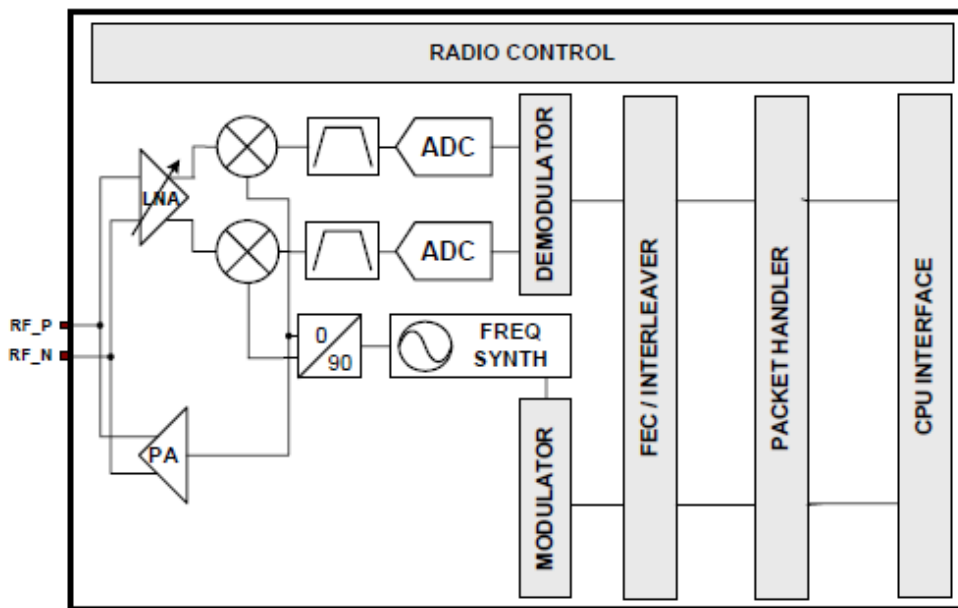 RADIO CONTROL
LNA
ADC
ADC
DEMODULATOR
FEC / INTERLEAVER
PACKET HANDLER
CPU INTERFACE
RF_P
RF_N
0
90
FREQ
SYNTH
PA
MODULATOR